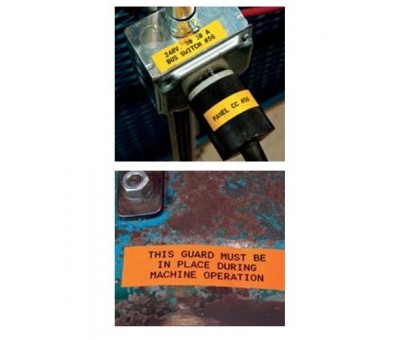 240V 3Φ 30 A
BUS SWITCH #56
PANEL CC #56
THIS GUARD MUST BE
IN PLACE DURING
MACHINE OPERATION